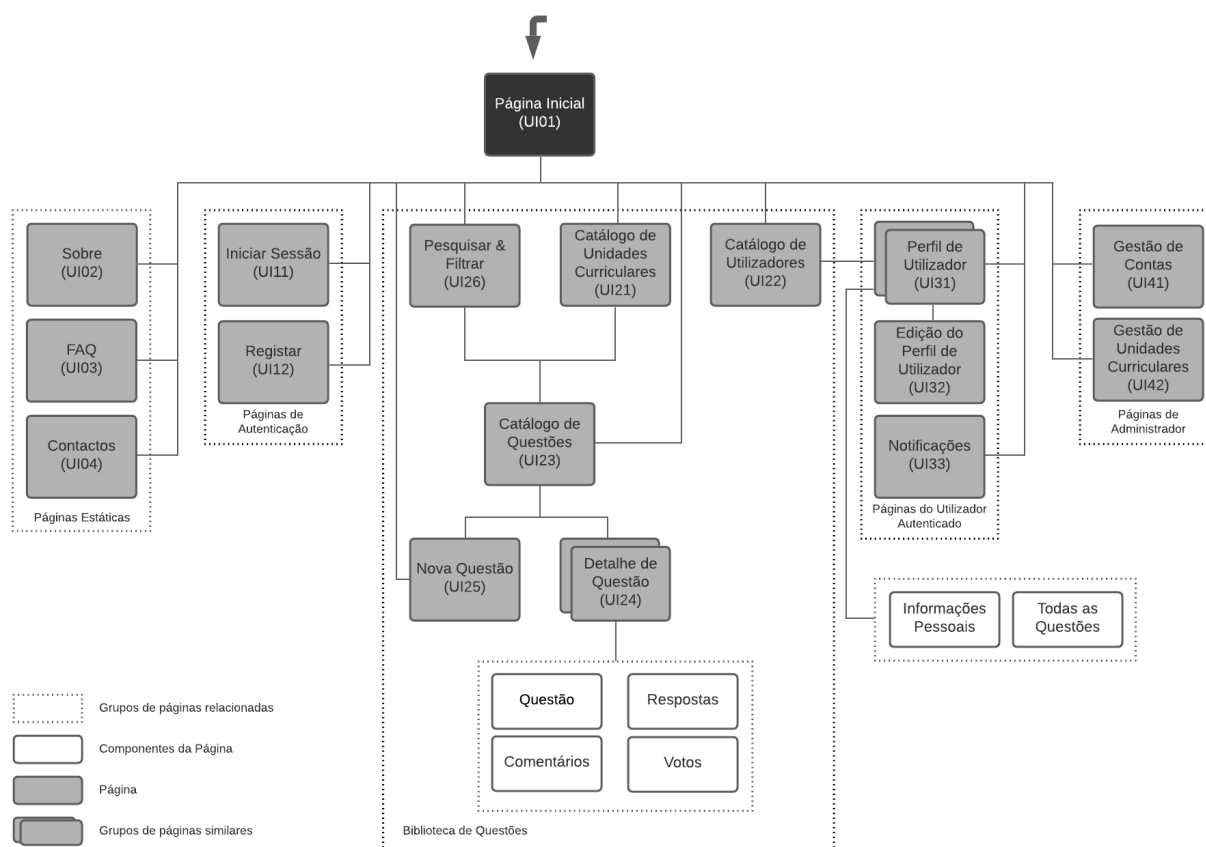 Página Inicial
(UI01)
Sobre
(UI02)
FAQ
(UI03)
Contactos
(UI04)
Páginas Estáticas
Iniciar Sessão
(UI11)
Registar
(UI12)
Páginas de
Autenticação
Pesquisar &
Filtrar
(UI26)
Catálogo de
Unidades
Curriculares
(UI21)
Catálogo de
Utilizadores
(UI22)
Catálogo de
Questões
(UI23)
Nova Questão
(UI25)
Detalhe de
Questão
(UI24)
Questão
Respostas
Comentários
Votos
Biblioteca de Questões
Perfil de
Utilizador
(UI31)
Edição do
Perfil de
Utilizador
(UI32)
Notificações
(UI33)
Páginas do Utilizador
Autenticado
Informações
Pessoais
Todas as
Questões
Gestão de
Contas
(UI41)
Gestão de
Unidades
Curriculares
(UI42)
Páginas de
Administrador
Grupos de páginas relacionadas
Componentes da Página
Página
Grupos de páginas similares